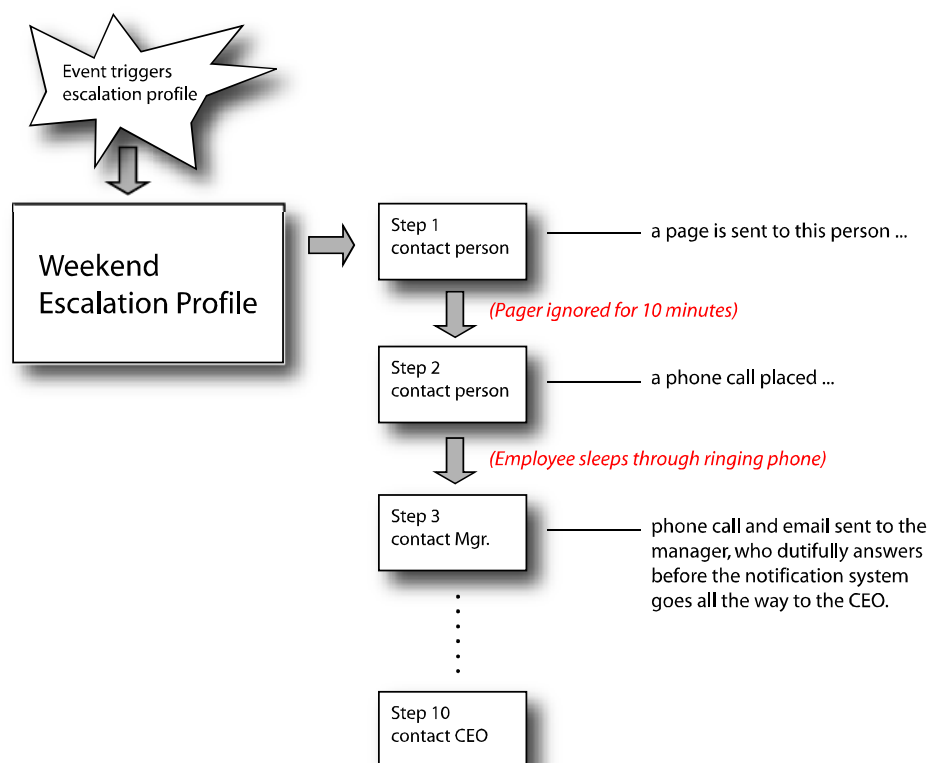 Event triggers
escalation profile
Weekend
Escalation Profile
Step 1
contact person
a page is sent to this person ...
(Pager ignored for 10 minutes)
Step 2
contact person
a phone call placed ...
(Employee sleeps through ringing phone)
Step 3
contact Mgr.
phone call and email sent to the
manager, who dutifully answers
before the notification system
goes all the way to the CEO.
Step 10
contact CEO